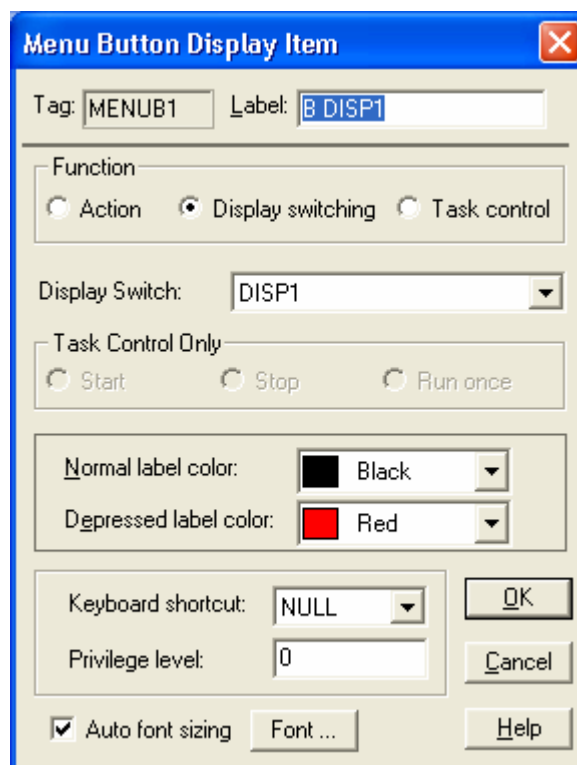 Menu Button Display Item
Tag: MENUB1 Label: B DISP1
Function
Action Display switching Task control
Display Switch: DISP1
Task Control Only
Start Stop Run once
Normal label color: Black
Depressed label color: Red
Keyboard shortcut: NULL OK
Privilege level: 0 Cancel
Auto font sizing Font ... Help